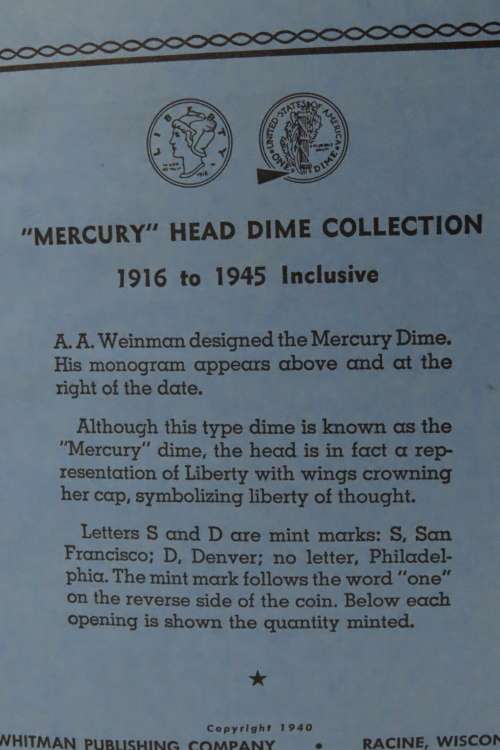 LIBERTY
IN GOD
WE TRUST
1916
UNITED STATES OF AMERICA
ONE DIME
"MERCURY" HEAD DIME COLLECTION
1916 to 1945 Inclusive
A. A. Weinman designed the Mercury Dime.
His monogram appears above and at the
right of the date.
Although this type dime is known as the
"Mercury" dime, the head is in fact a rep-
resentation of Liberty with wings crowning
her cap, symbolizing liberty of thought.
Letters S and D are mint marks: S, San
Francisco; D, Denver; no letter, Philadel-
phia. The mint mark follows the word "one"
on the reverse side of the coin. Below each
opening is shown the quantity minted.
Copyright 1940
WHITMAN PUBLISHING COMPANY • RACINE, WISCON